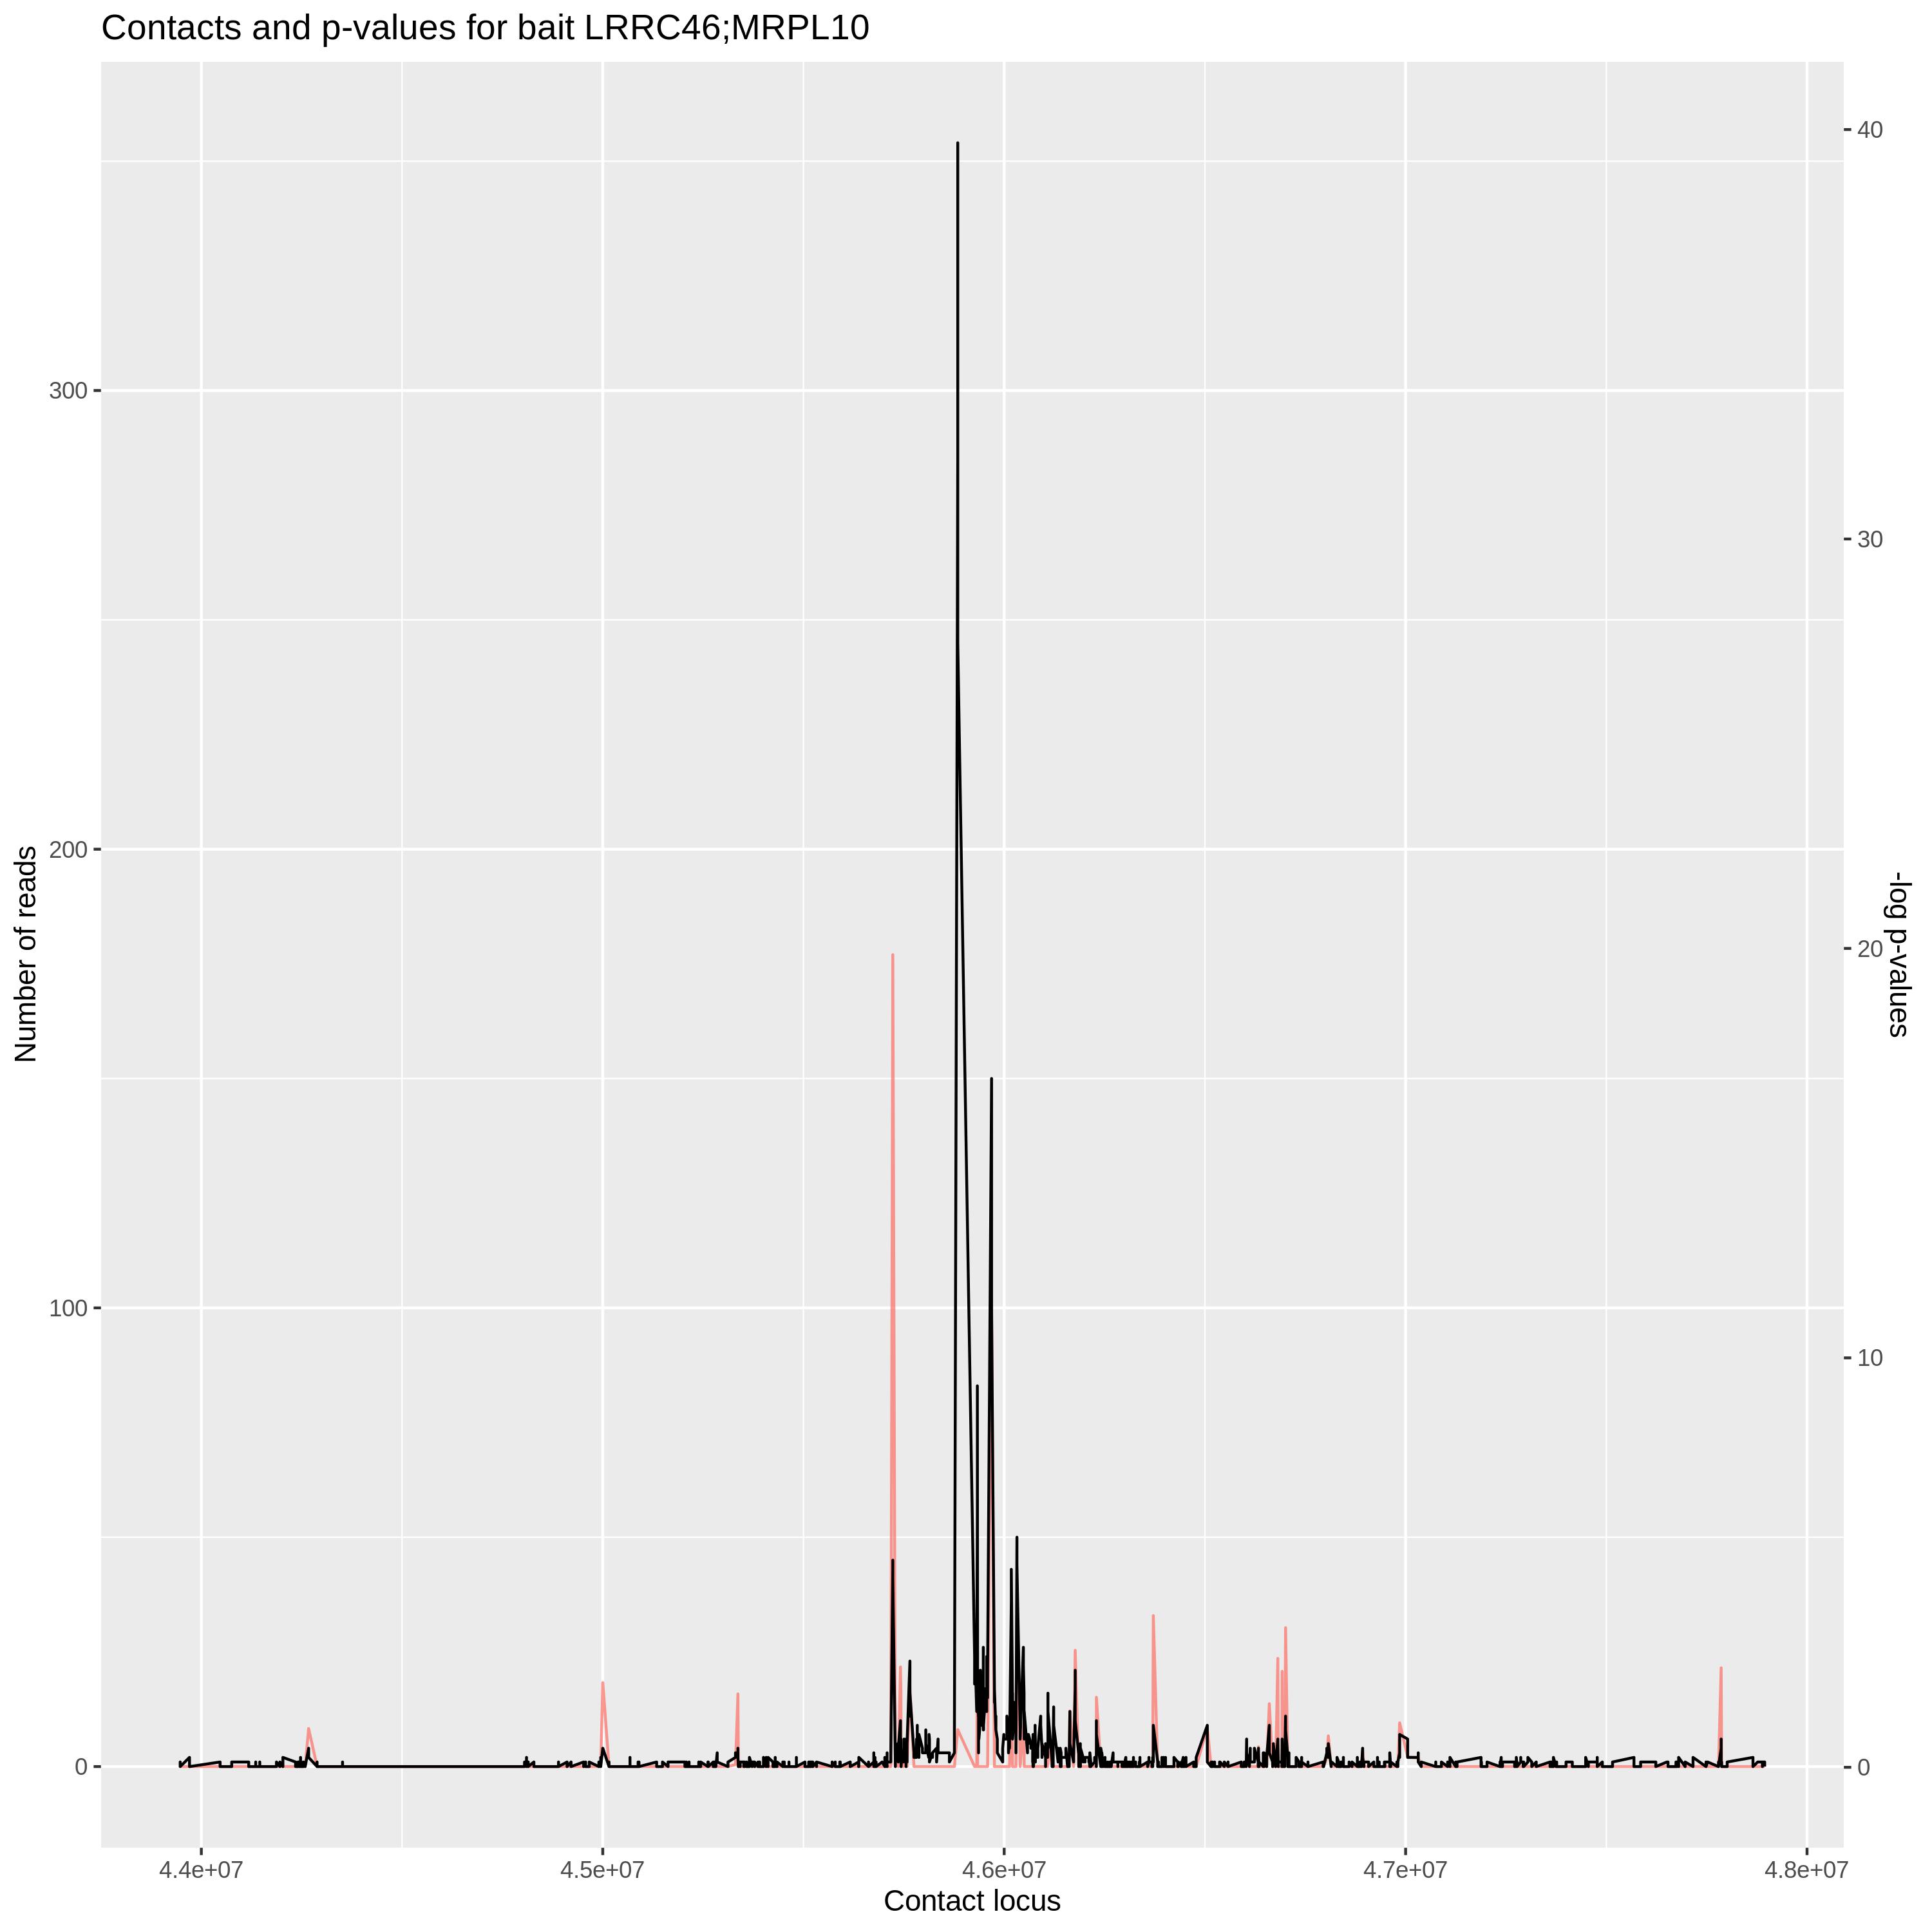 Contacts and p-values for bait LRRC46;MRPL10
40
300
30
200
20
100
10
0
0
Number of reads
-log p-values
4.4e+07 4.5e+07 4.6e+07 4.7e+07 4.8e+07
Contact locus